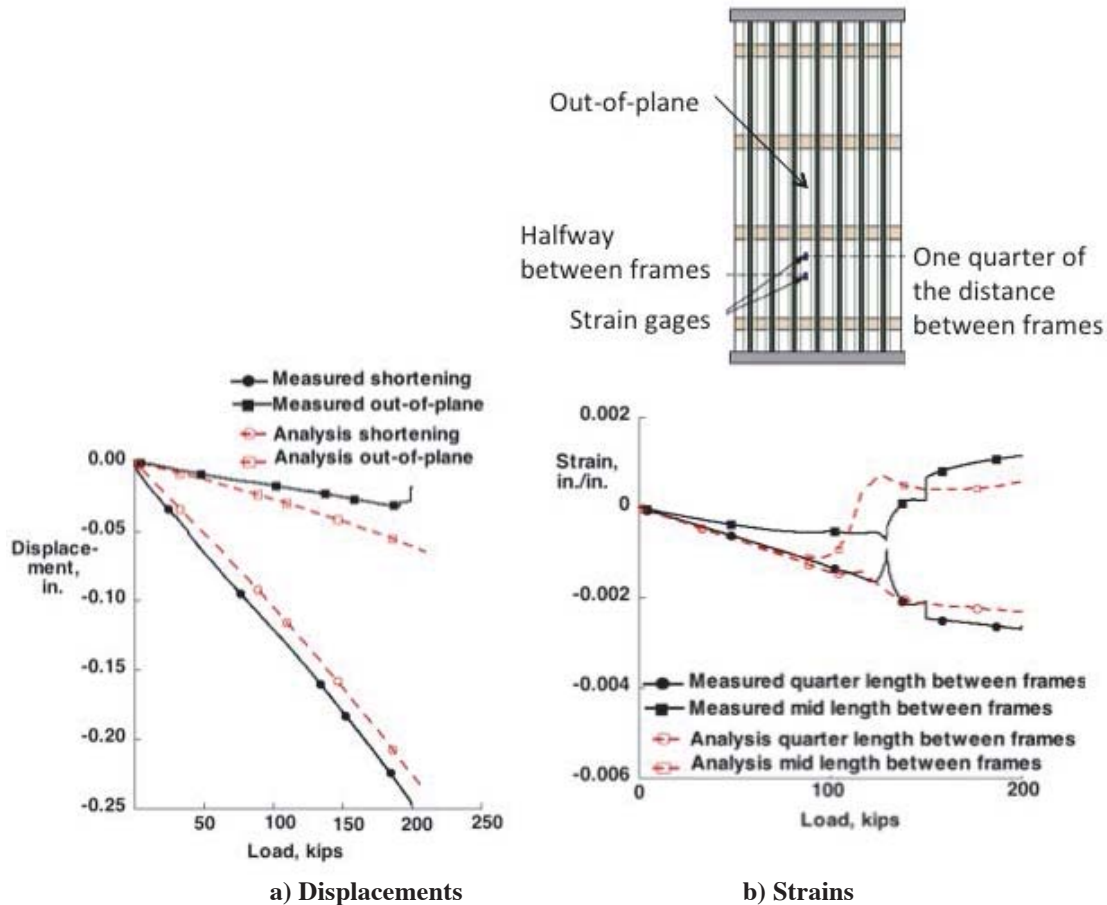 Out-of-plane
Halfway
between frames
Strain gages
One quarter of
the distance
between frames
Measured shortening
Measured out-of-plane
Analysis shortening
Analysis out-of-plane
0.00
-0.05
Displace-
ment,
in.
-0.10
-0.15
-0.20
-0.25
50
100
150
200
250
Load, kips
a) Displacements
0.002
Strain,
in./in.
0
-0.002
-0.004
-0.006
Measured quarter length between frames
Measured mid length between frames
Analysis quarter length between frames
Analysis mid length between frames
0
100
200
Load, kips
b) Strains